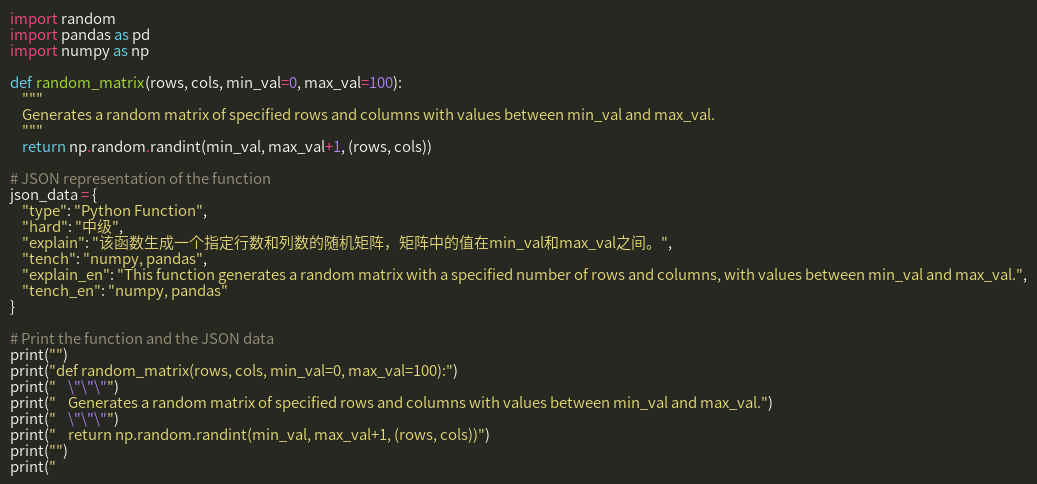 import random
import pandas as pd
import numpy as np

def random_matrix(rows, cols, min_val=0, max_val=100):
    """
    Generates a random matrix of specified rows and columns with values between min_val and max_val.
    """
    return np.random.randint(min_val, max_val+1, (rows, cols))

# JSON representation of the function
json_data = {
    "type": "Python Function",
    "hard": "中级",
    "explain": "该函数生成一个指定行数和列数的随机矩阵，矩阵中的值在min_val和max_val之间。",
    "tench": "numpy, pandas",
    "explain_en": "This function generates a random matrix with a specified number of rows and columns, with values between min_val and max_val.",
    "tench_en": "numpy, pandas"
}

# Print the function and the JSON data
print("")
print("def random_matrix(rows, cols, min_val=0, max_val=100):")
print("    \"\"\"")
print("    Generates a random matrix of specified rows and columns with values between min_val and max_val.")
print("    \"\"\"")
print("    return np.random.randint(min_val, max_val+1, (rows, cols))")
print("")
print("